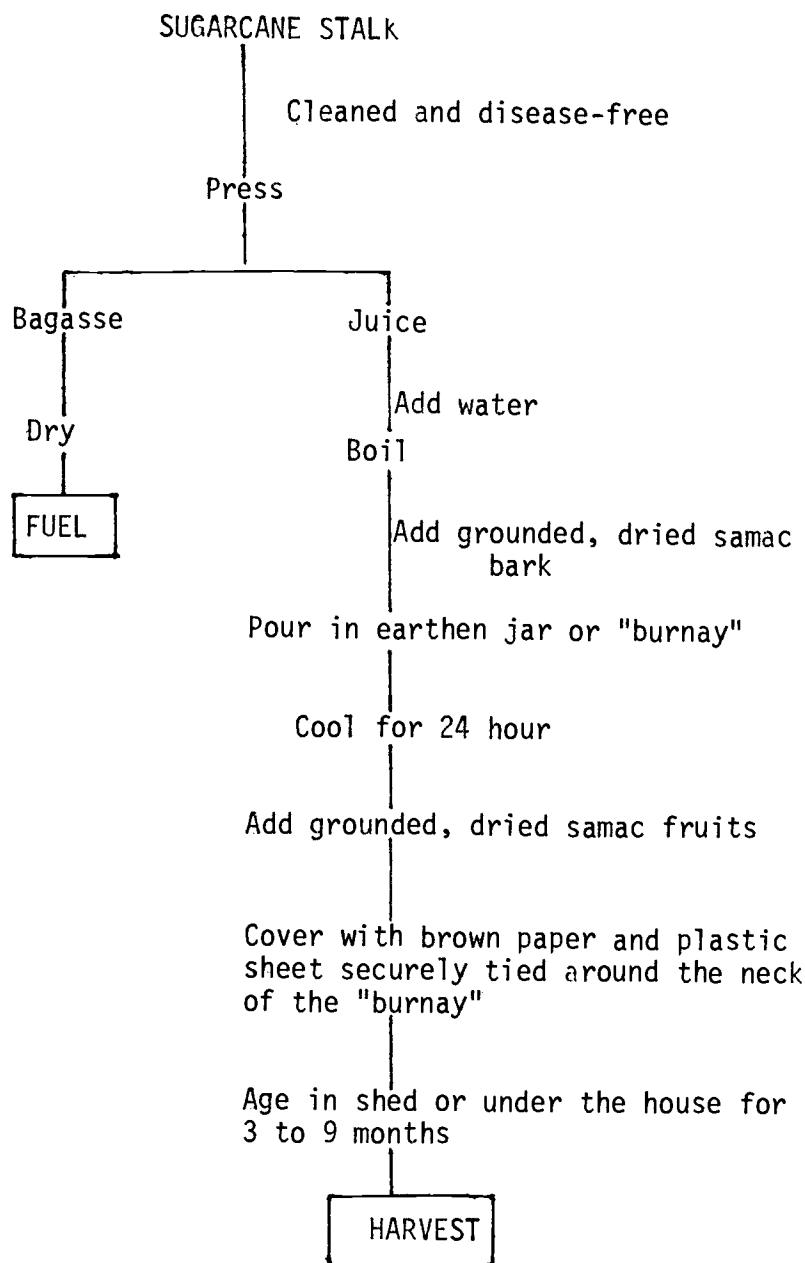 SUGARCANE STALK
Cleaned and disease-free
Press
Bagasse
Juice
Add water
Dry
Boil
FUEL
Add grounded, dried samac
bark
Pour in earthen jar or "burnay"
Cool for 24 hour
Add grounded, dried samac fruits
Cover with brown paper and plastic
sheet securely tied around the neck
of the "burnay"
Age in shed or under the house for
3 to 9 months
HARVEST